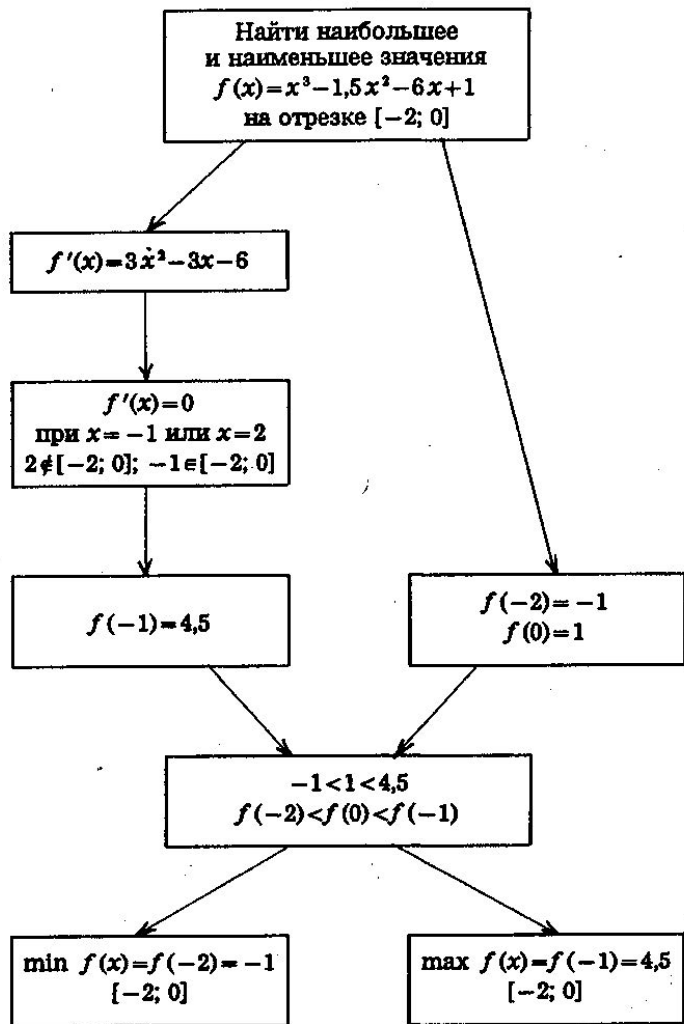 Найти наибольшее
и наименьшее значения
f(x)=x³−1,5x²−6x+1
на отрезке [−2; 0]
f'(x)=3x²−3x−6
f'(x)=0
при x=−1 или x=2
2∉[−2; 0]; −1∈[−2; 0]
f(−1)=4,5
f(−2)=−1
f(0)=1
−1<1<4,5
f(−2)<f(0)<f(−1)
min f(x)=f(−2)=−1
[−2; 0]
max f(x)=f(−1)=4,5
[−2; 0]